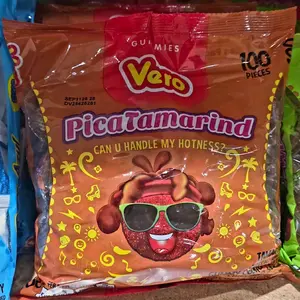 GUMMIES
Vero
100
PIECES
PicaTamarind
CAN U HANDLE MY HOTNESS?